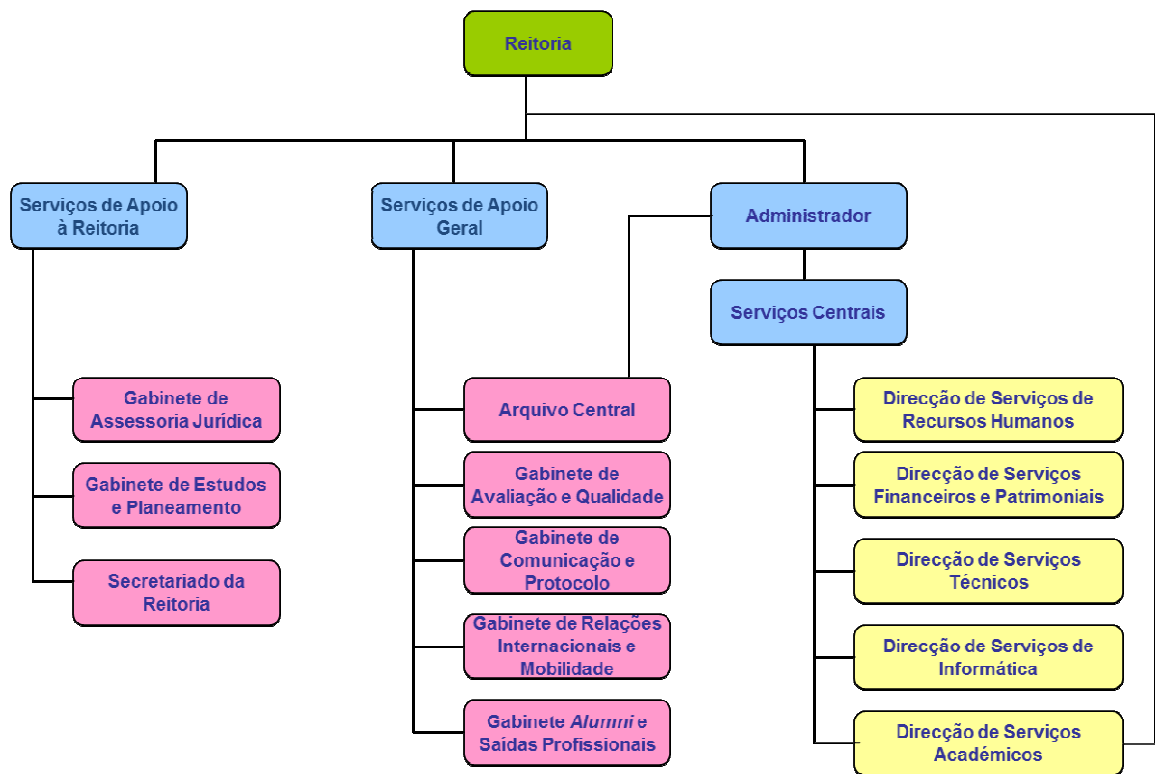 Reitoria
Serviços de Apoio
à Reitoria
Serviços de Apoio
Geral
Administrador
Serviços Centrais
Gabinete de
Assessoria Jurídica
Gabinete de Estudos
e Planeamento
Secretariado da
Reitoria
Arquivo Central
Gabinete de
Avaliação e Qualidade
Gabinete de
Comunicação e
Protocolo
Gabinete de Relações
Internacionais e
Mobilidade
Gabinete Alumni e
Saídas Profissionais
Direcção de Serviços de
Recursos Humanos
Direcção de Serviços
Financeiros e Patrimoniais
Direcção de Serviços
Técnicos
Direcção de Serviços de
Informática
Direcção de Serviços
Académicos